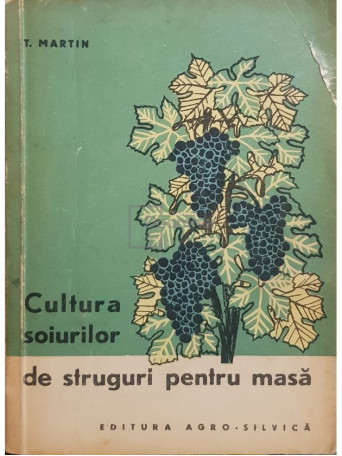 T. MARTIN
Cultura
soiurilor
de struguri pentru masă
EDITURA AGRO-SILVICĂ